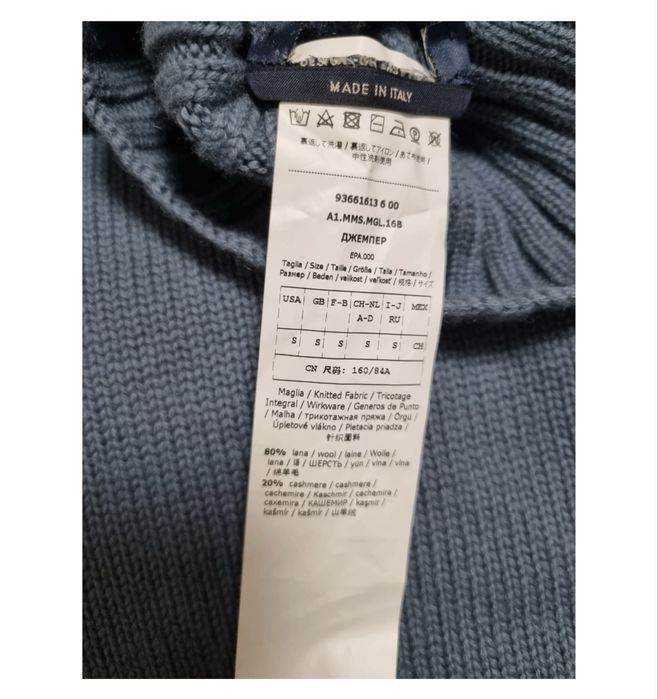 MADE IN ITALY
裏返して洗濯 / 裏返してアイロン / あて布使用 /
中性洗剤使用
93661613 6 00
A1.MMS.MGL.16B
ДЖЕМПЕР
EPA.000
Taglia / Size / Taille / Größe / Talla / Tamanho /
Размер / Beden / velikost / veľkosť / 规格 / サイズ
USA GB F-B CH-NL I-J MEX
A-D RU
S S S S S CH
CN 尺码: 160/84A
Maglia / Knitted Fabric / Tricotage
Integral / Wirkware / Generos de Punto
/ Malha / трикотажная пряжа / Örgü /
Úpletové vlákno / Pletacia priadza /
针织面料
80% lana / wool / laine / Wolle /
lana / lã / ШЕРСТЬ / yün / vlna / vlna
/ 绵羊毛
20% cashmere / cashmere /
cachemire / Kaschmir / cachemira /
caxemira / КАШЕМИР / kaşmir /
kašmír / kašmír / 山羊绒